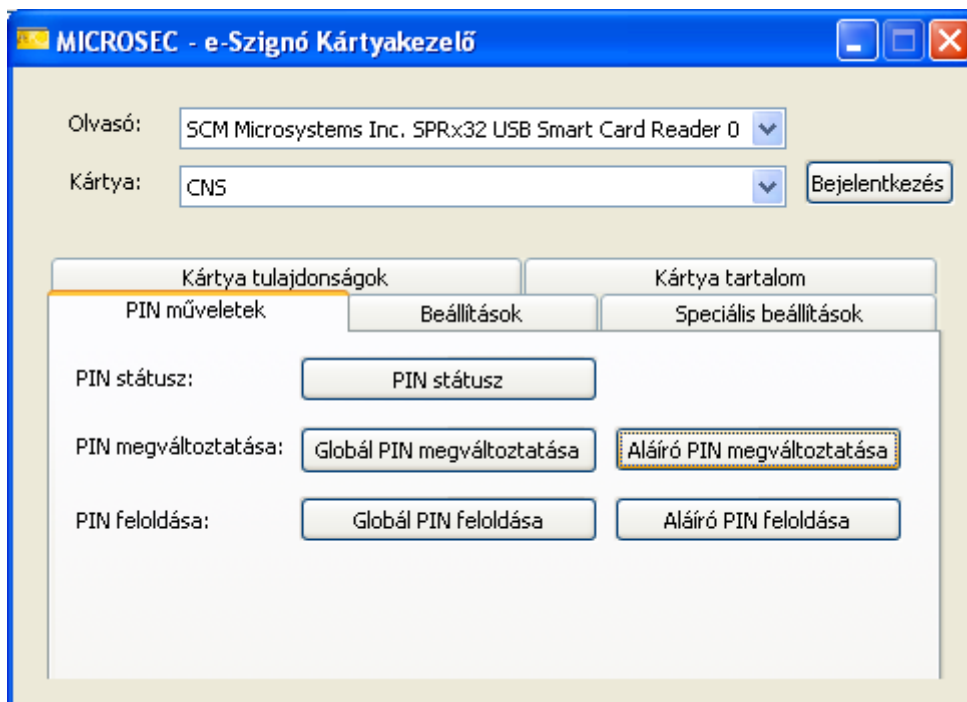 MICROSEC - e-Szignó Kártyakezelő
Olvasó: SCM Microsystems Inc. SPRx32 USB Smart Card Reader 0
Kártya: CNS Bejelentkezés
Kártya tulajdonságok Kártya tartalom
PIN műveletek Beállítások Speciális beállítások
PIN státusz: PIN státusz
PIN megváltoztatása: Globál PIN megváltoztatása Aláíró PIN megváltoztatása
PIN feloldása: Globál PIN feloldása Aláíró PIN feloldása